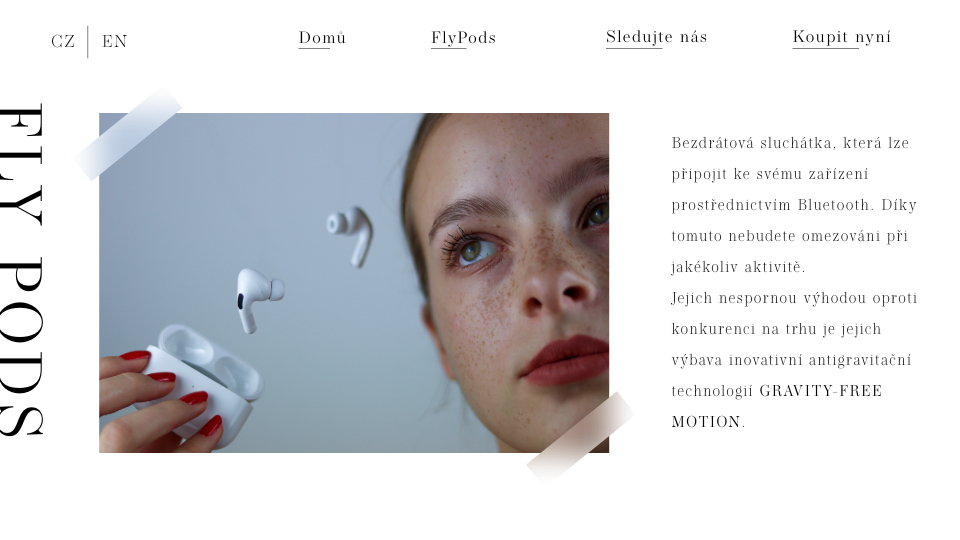 CZ | EN
Domů
FlyPods
Sledujte nás
Koupit nyní
FLY PODS
Bezdrátová sluchátka, která lze
připojit ke svému zařízení
prostřednictvím Bluetooth. Díky
tomuto nebudete omezováni při
jakékoliv aktivitě.
Jejich nespornou výhodou oproti
konkurenci na trhu je jejich
výbava inovativní antigravitační
technologií GRAVITY-FREE
MOTION.